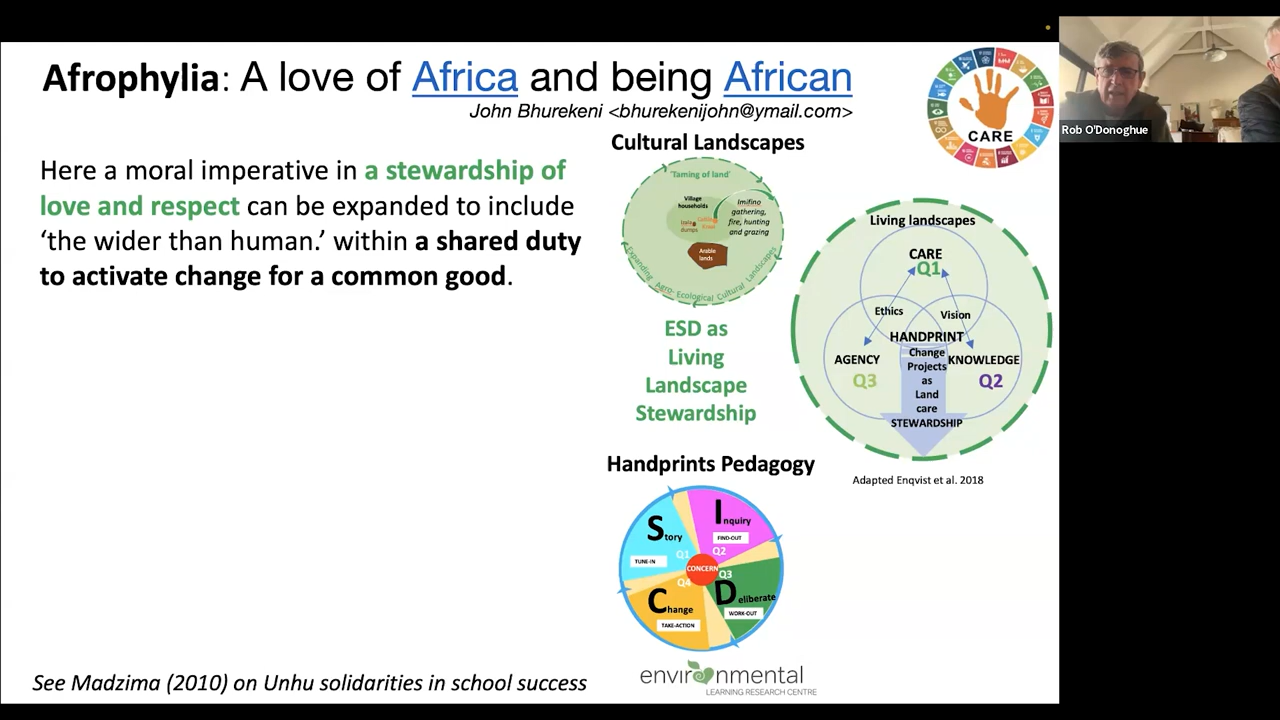 Afrophylia: A love of Africa and being African
John Bhurekeni <bhurekenijohn@ymail.com>
Here a moral imperative in a stewardship of
love and respect can be expanded to include
‘the wider than human.’ within a shared duty
to activate change for a common good.
See Madzima (2010) on Unhu solidarities in school success
Cultural Landscapes
'Taming of land'
Village
households
Imifino
gathering,
fire, hunting
and grazing
dumps
Arable
lands
Expanding Agro-Ecological Cultural Landscapes
ESD as
Living
Landscape
Stewardship
Handprints Pedagogy
Story
TUNE-IN
Q1
Inquiry
FIND-OUT
Q2
CONCERN
Q3
Deliberate
WORK-OUT
Q4
Change
TAKE-ACTION
environmental
LEARNING RESEARCH CENTRE
CARE
Living landscapes
CARE
Q1
Ethics
Vision
HANDPRINT
AGENCY
Q3
KNOWLEDGE
Q2
Change
Projects
as
Land
care
STEWARDSHIP
Adapted Enqvist et al. 2018
Rob O'Donoghue